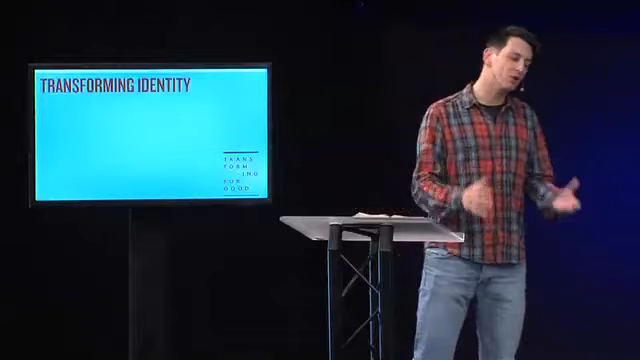 TRANSFORMING IDENTITY
TRANS
FORM
-ING
FOR
GOOD